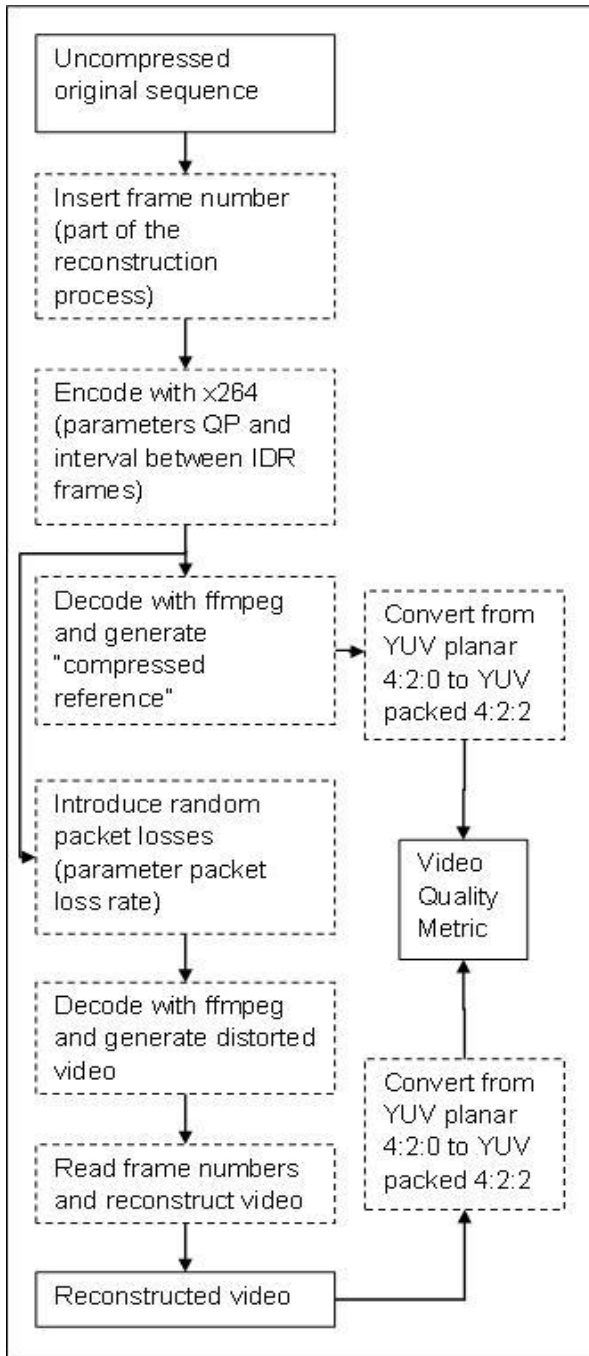 Uncompressed
original sequence
Insert frame number
(part of the
reconstruction
process)
Encode with x264
(parameters QP and
interval between IDR
frames)
Decode with ffmpeg
and generate
"compressed
reference"
Convert from
YUV planar
4:2:0 to YUV
packed 4:2:2
Introduce random
packet losses
(parameter packet
loss rate)
Video
Quality
Metric
Decode with ffmpeg
and generate distorted
video
Convert from
YUV planar
4:2:0 to YUV
packed 4:2:2
Read frame numbers
and reconstruct video
Reconstructed video